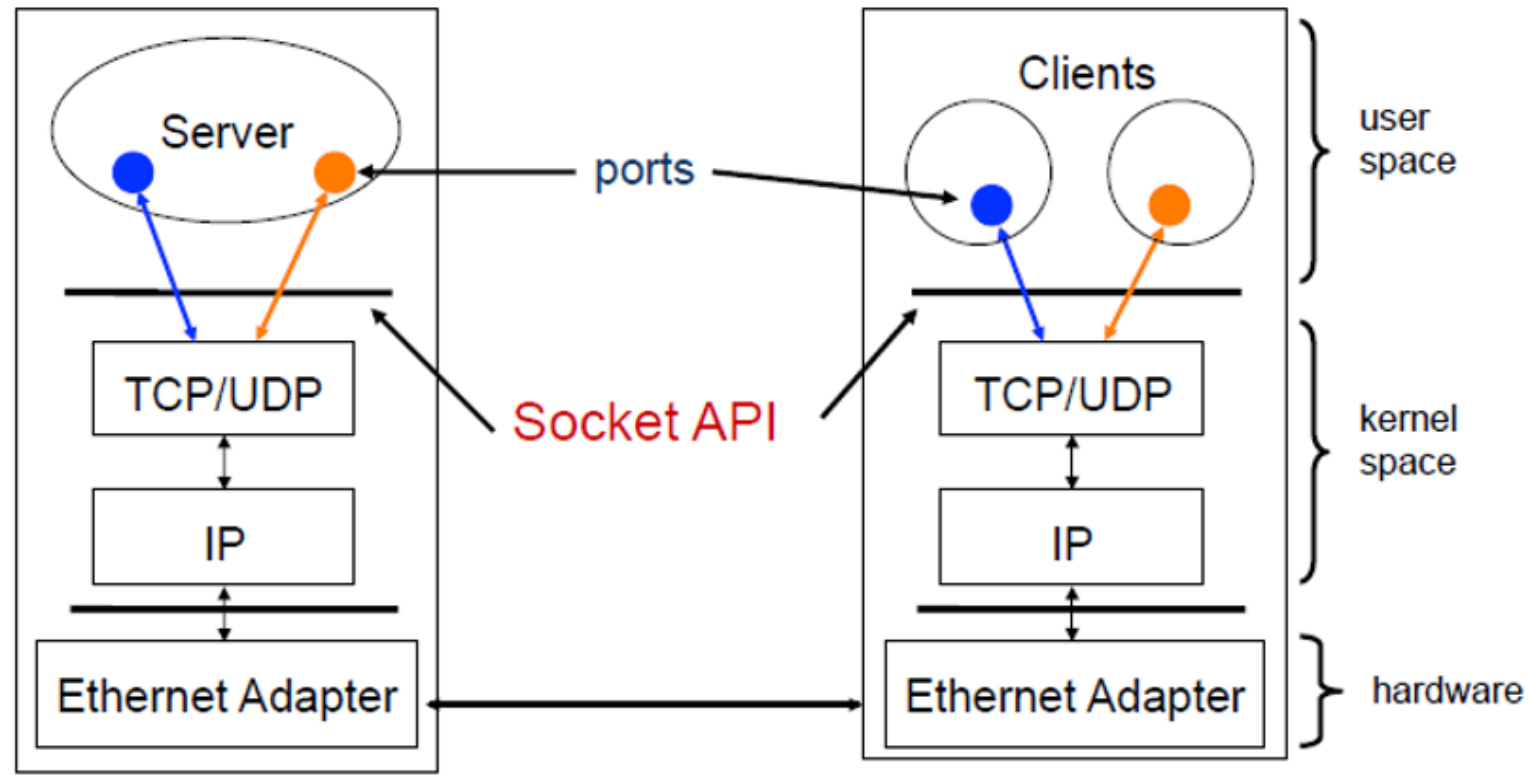 Server
TCP/UDP
IP
Ethernet Adapter
ports
Socket API
Clients
TCP/UDP
IP
Ethernet Adapter
user
space
kernel
space
hardware